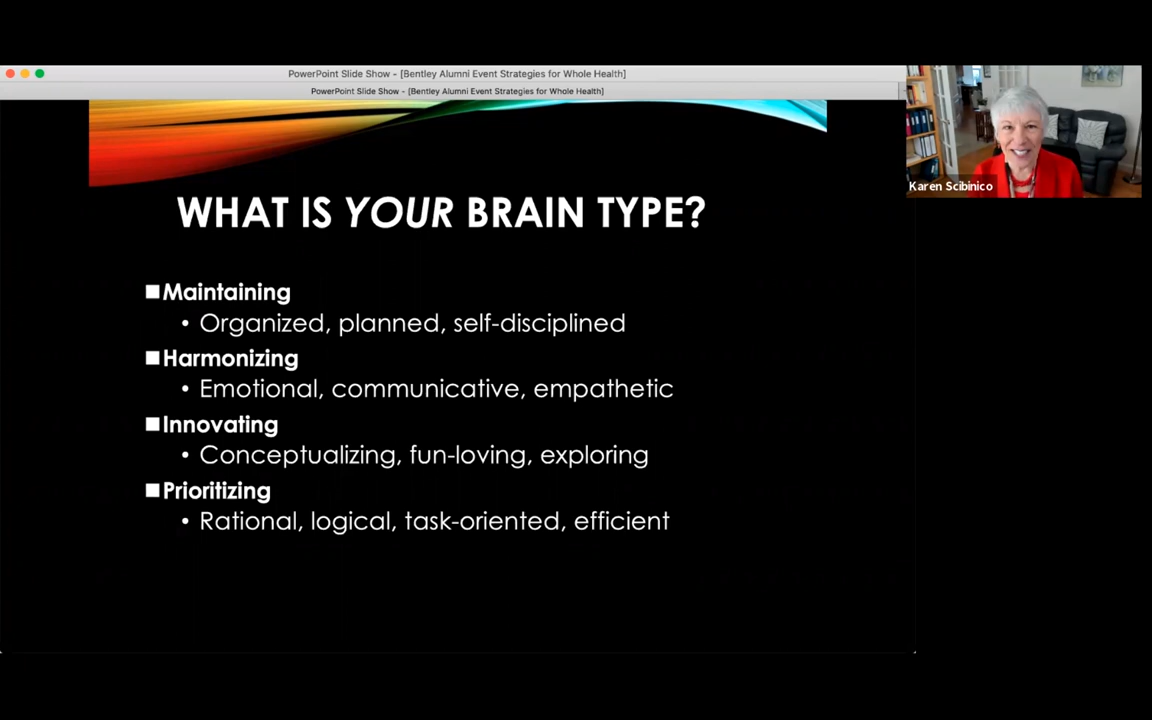 PowerPoint Slide Show - [Bentley Alumni Event Strategies for Whole Health]
PowerPoint Slide Show - [Bentley Alumni Event Strategies for Whole Health]
Karen Scibinico
WHAT IS YOUR BRAIN TYPE?
Maintaining
• Organized, planned, self-disciplined
Harmonizing
• Emotional, communicative, empathetic
Innovating
• Conceptualizing, fun-loving, exploring
Prioritizing
• Rational, logical, task-oriented, efficient